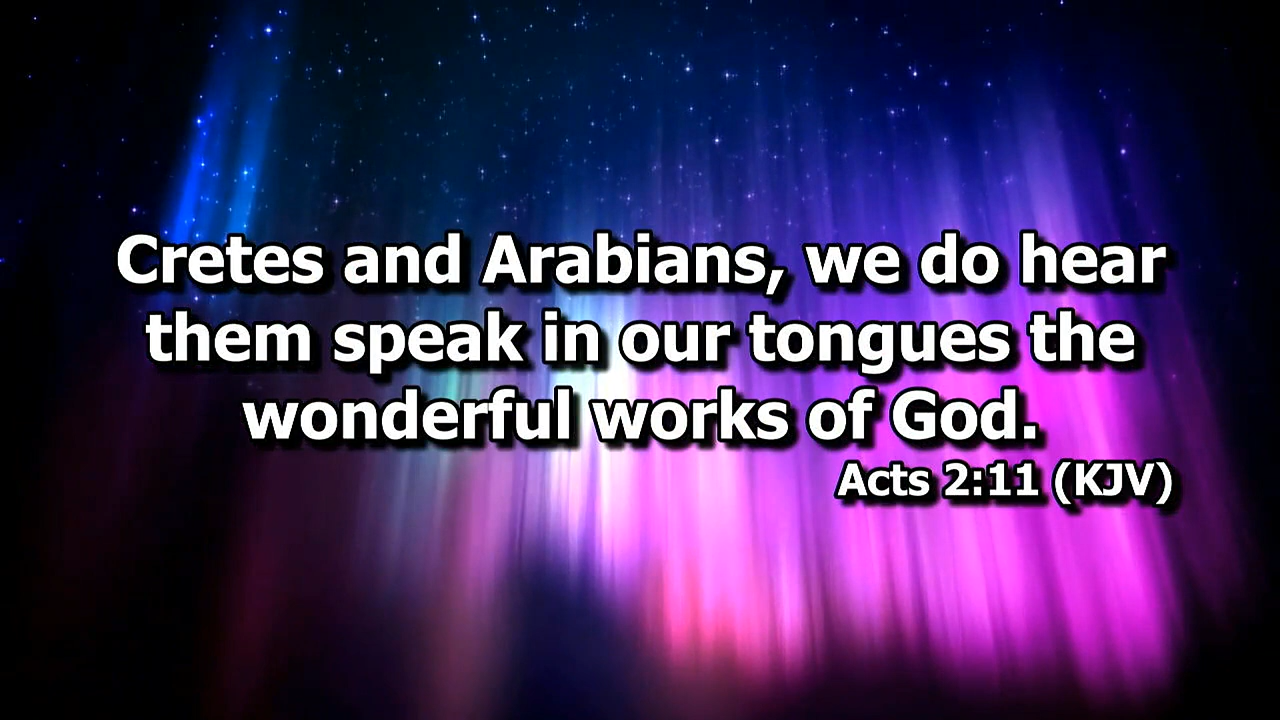 Cretes and Arabians, we do hear
them speak in our tongues the
wonderful works of God.
Acts 2:11 (KJV)